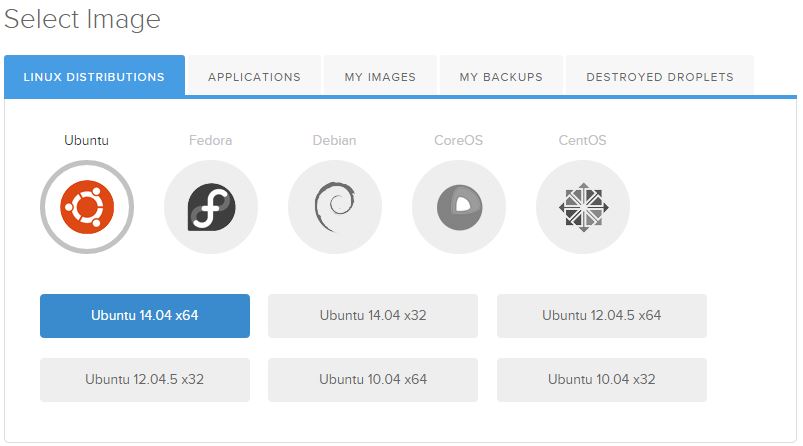 Select Image
LINUX DISTRIBUTIONS APPLICATIONS MY IMAGES MY BACKUPS DESTROYED DROPLETS
Ubuntu Fedora Debian CoreOS CentOS
Ubuntu 14.04 x64 Ubuntu 14.04 x32 Ubuntu 12.04.5 x64
Ubuntu 12.04.5 x32 Ubuntu 10.04 x64 Ubuntu 10.04 x32